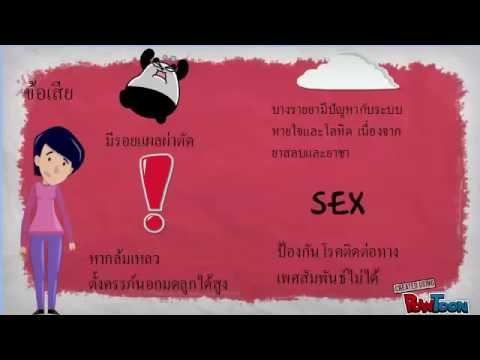 ข้อเสีย
มีรอยแผลผ่าตัด
บางรายอามีปัญหากับระบบ
หายใจและโลหิต เนื่องจาก
ยาสลบและยาชา
หากล้มเหลว
ตั้งครรภ์นอกมดลูกได้สูง
SEX
ป้องกันโรคติดต่อทาง
เพศสัมพันธ์ไม่ได้
CREATED USING
POWTOON